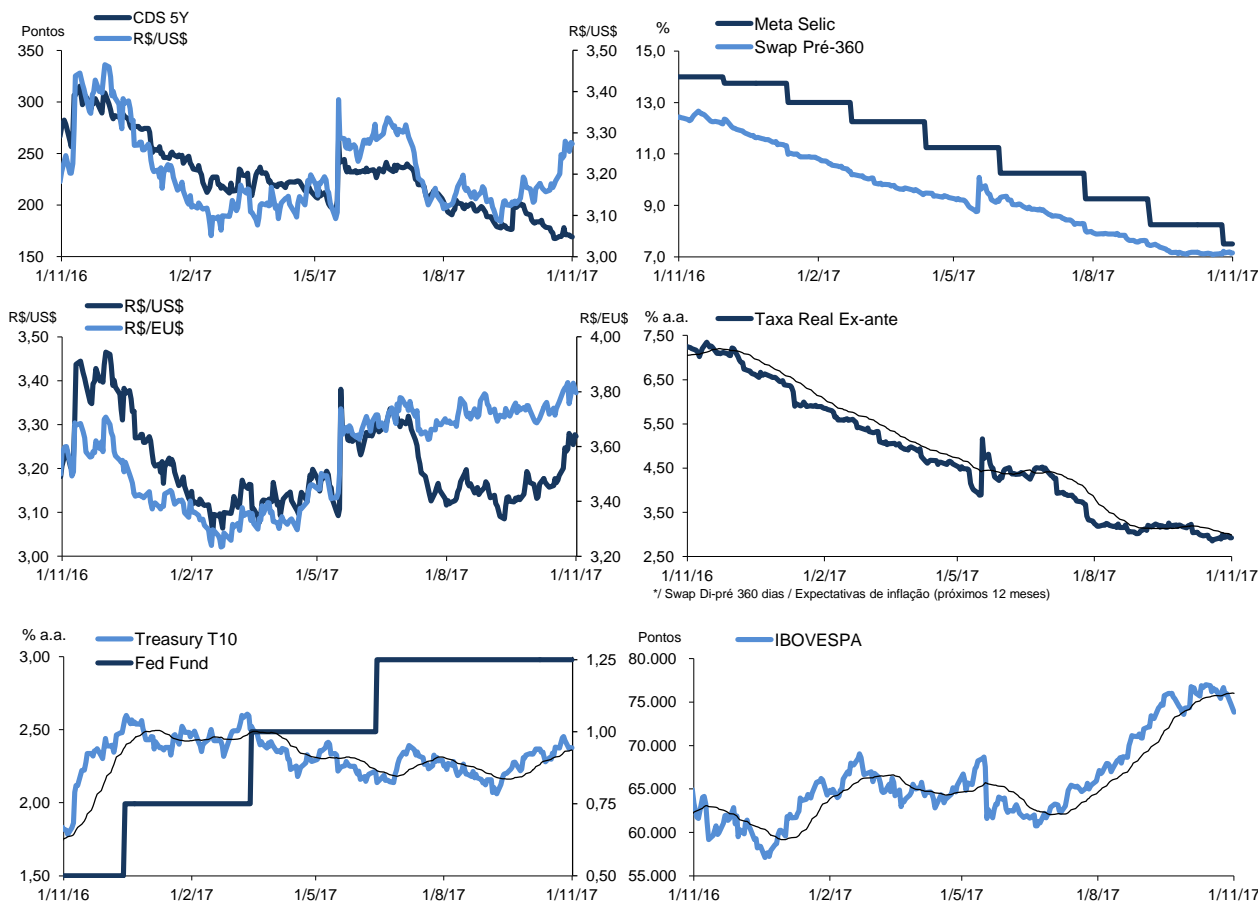 CDS 5Y
R$/US$
Pontos
R$/US$
350
300
250
200
150
3,50
3,40
3,30
3,20
3,10
3,00
1/11/16 1/2/17 1/5/17 1/8/17 1/11/17
Meta Selic
Swap Pré-360
%
15,0
13,0
11,0
9,0
7,0
1/11/16 1/2/17 1/5/17 1/8/17 1/11/17
R$/US$
R$/EU$
R$/US$
R$/EU$
3,50
3,40
3,30
3,20
3,10
3,00
4,00
3,80
3,60
3,40
3,20
1/11/16 1/2/17 1/5/17 1/8/17 1/11/17
% a.a.
Taxa Real Ex-ante
7,50
6,50
5,50
4,50
3,50
2,50
1/11/16 1/2/17 1/5/17 1/8/17 1/11/17
*/ Swap Di-pré 360 dias / Expectativas de inflação (próximos 12 meses)
% a.a.
Treasury T10
Fed Fund
3,00
2,50
2,00
1,50
1,25
1,00
0,75
0,50
1/11/16 1/2/17 1/5/17 1/8/17 1/11/17
Pontos
IBOVESPA
80.000
75.000
70.000
65.000
60.000
55.000
1/11/16 1/2/17 1/5/17 1/8/17 1/11/17